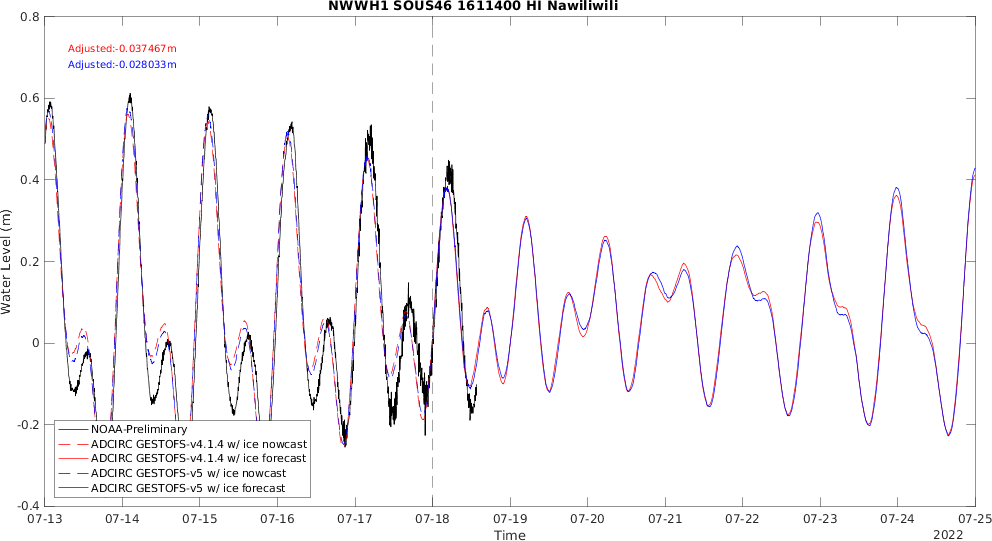 NWWH1 SOUS46 1611400 HI Nawiliwili
Adjusted:-0.037467m
Adjusted:-0.028033m
Water Level (m)
0.8
0.6
0.4
0.2
0
-0.2
-0.4
NOAA-Preliminary
ADCIRC GESTOFS-v4.1.4 w/ ice nowcast
ADCIRC GESTOFS-v4.1.4 w/ ice forecast
ADCIRC GESTOFS-v5 w/ ice nowcast
ADCIRC GESTOFS-v5 w/ ice forecast
07-13 07-14 07-15 07-16 07-17 07-18 07-19 07-20 07-21 07-22 07-23 07-24 07-25
Time
2022